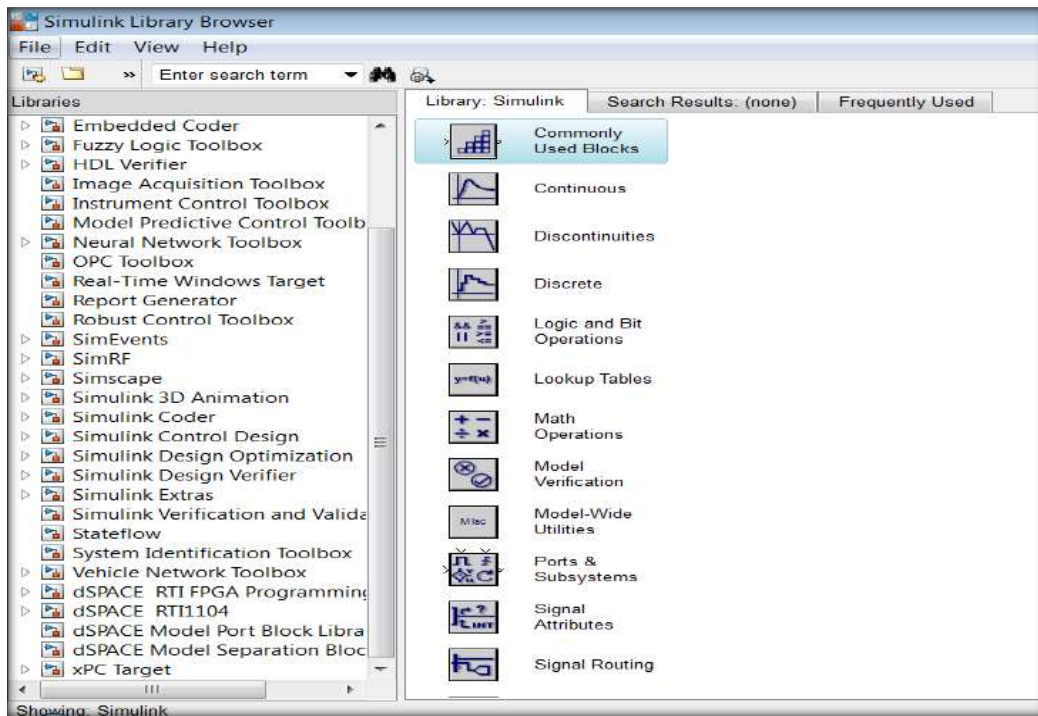 Simulink Library Browser
File Edit View Help
» Enter search term
Libraries
Embedded Coder
Fuzzy Logic Toolbox
HDL Verifier
Image Acquisition Toolbox
Instrument Control Toolbox
Model Predictive Control Toolb
Neural Network Toolbox
OPC Toolbox
Real-Time Windows Target
Report Generator
Robust Control Toolbox
SimEvents
SimRF
Simscape
Simulink 3D Animation
Simulink Coder
Simulink Control Design
Simulink Design Optimization
Simulink Design Verifier
Simulink Extras
Simulink Verification and Valida
Stateflow
System Identification Toolbox
Vehicle Network Toolbox
dSPACE RTI FPGA Programming
dSPACE RTI1104
dSPACE Model Port Block Libra
dSPACE Model Separation Bloc
xPC Target
Library: Simulink Search Results: (none) Frequently Used
Commonly
Used Blocks
Continuous
Discontinuities
Discrete
Logic and Bit
Operations
y=f(u)
Lookup Tables
Math
Operations
Model
Verification
Misc
Model-Wide
Utilities
Ports &
Subsystems
Signal
Attributes
Signal Routing
Showing: Simulink